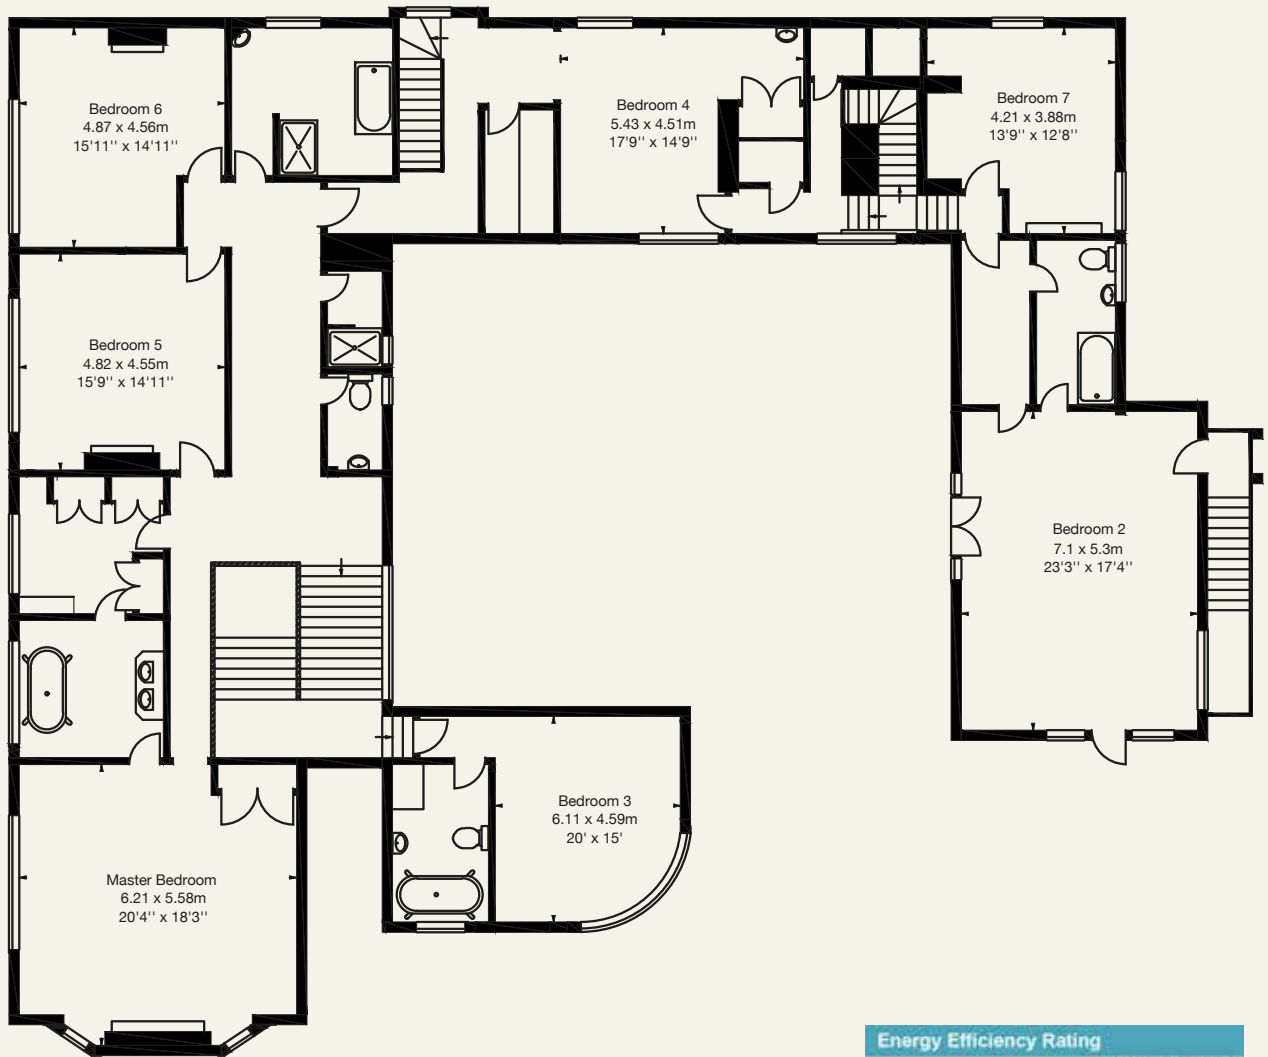 Bedroom 6
4.87 x 4.56m
15'11'' x 14'11''
Bedroom 4
5.43 x 4.51m
17'9'' x 14'9''
Bedroom 7
4.21 x 3.88m
13'9'' x 12'8''
Bedroom 5
4.82 x 4.55m
15'9'' x 14'11''
Bedroom 2
7.1 x 5.3m
23'3'' x 17'4''
Bedroom 3
6.11 x 4.59m
20' x 15'
Master Bedroom
6.21 x 5.58m
20'4'' x 18'3''
Energy Efficiency Rating